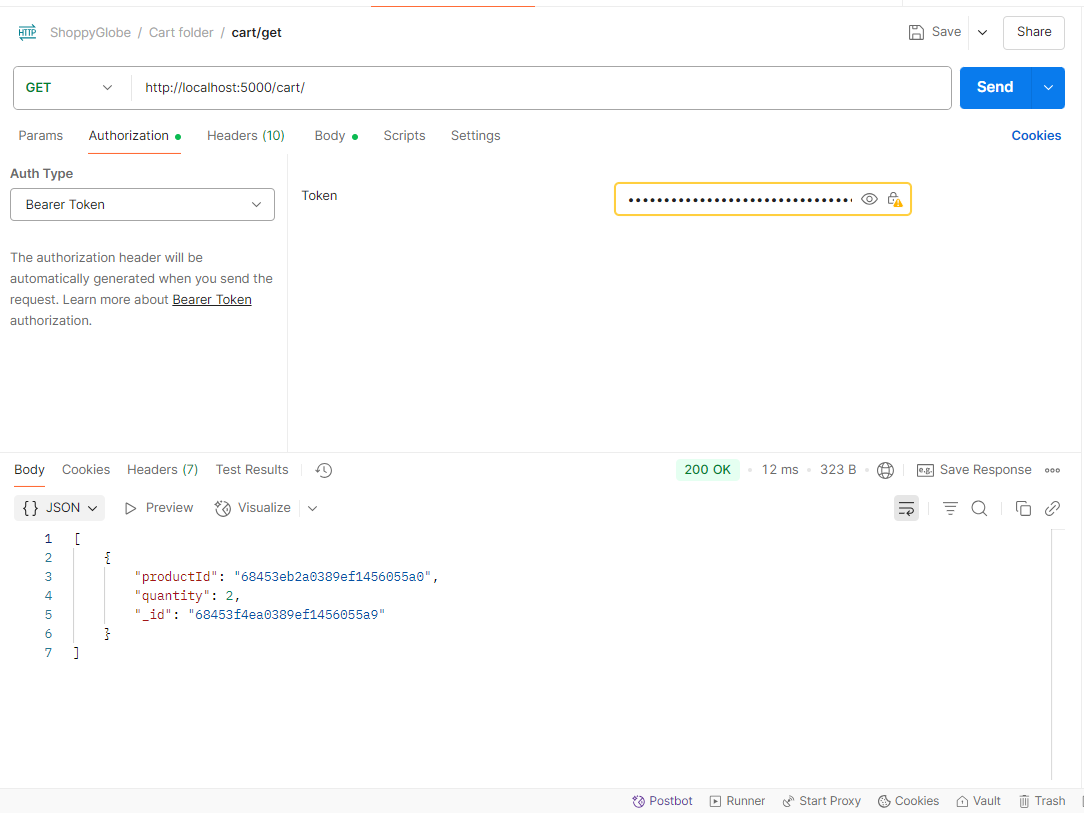 HTTP ShoppyGlobe / Cart folder / cart/get Save Share
GET http://localhost:5000/cart/ Send
Params Authorization Headers (10) Body Scripts Settings Cookies
Auth Type
Bearer Token
Token
The authorization header will be
automatically generated when you send the
request. Learn more about Bearer Token
authorization.
Body Cookies Headers (7) Test Results 200 OK 12 ms 323 B e.g. Save Response
{} JSON Preview Visualize
1 [
2 {
3 "productId": "68453eb2a0389ef1456055a0",
4 "quantity": 2,
5 "_id": "68453f4ea0389ef1456055a9"
6 }
7 ]
Postbot Runner Start Proxy Cookies Vault Trash